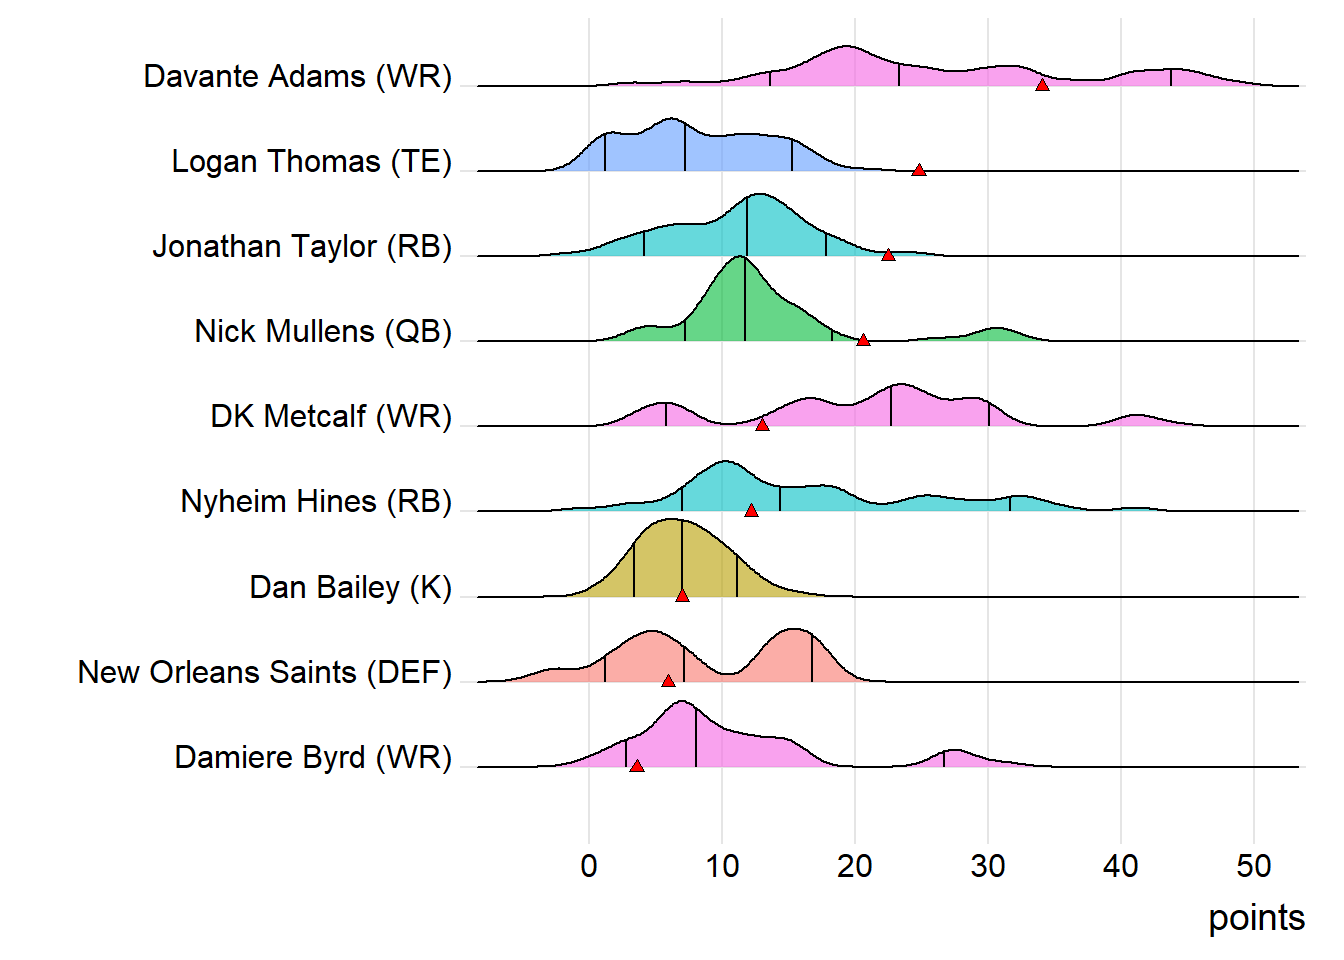 Davante Adams (WR)
Logan Thomas (TE)
Jonathan Taylor (RB)
Nick Mullens (QB)
DK Metcalf (WR)
Nyheim Hines (RB)
Dan Bailey (K)
New Orleans Saints (DEF)
Damiere Byrd (WR)
0 10 20 30 40 50
points